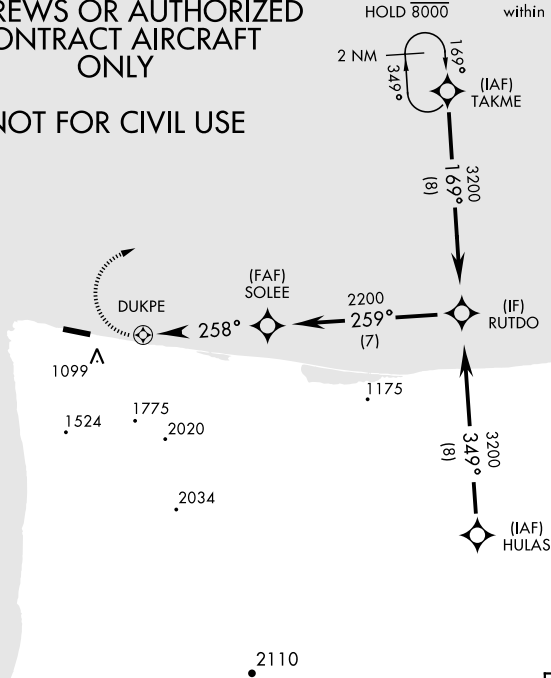 REWS OR AUTHORIZED
ONTRACT AIRCRAFT
ONLY
NOT FOR CIVIL USE
HOLD 8000
within
2 NM
349°
169°
(IAF)
TAKME
3200
169°
(8)
(FAF)
SOLEE
DUKPE
258°
2200
259°
(7)
(IF)
RUTDO
1099
1175
1524
1775
2020
3200
349°
(8)
2034
(IAF)
HULAS
2110